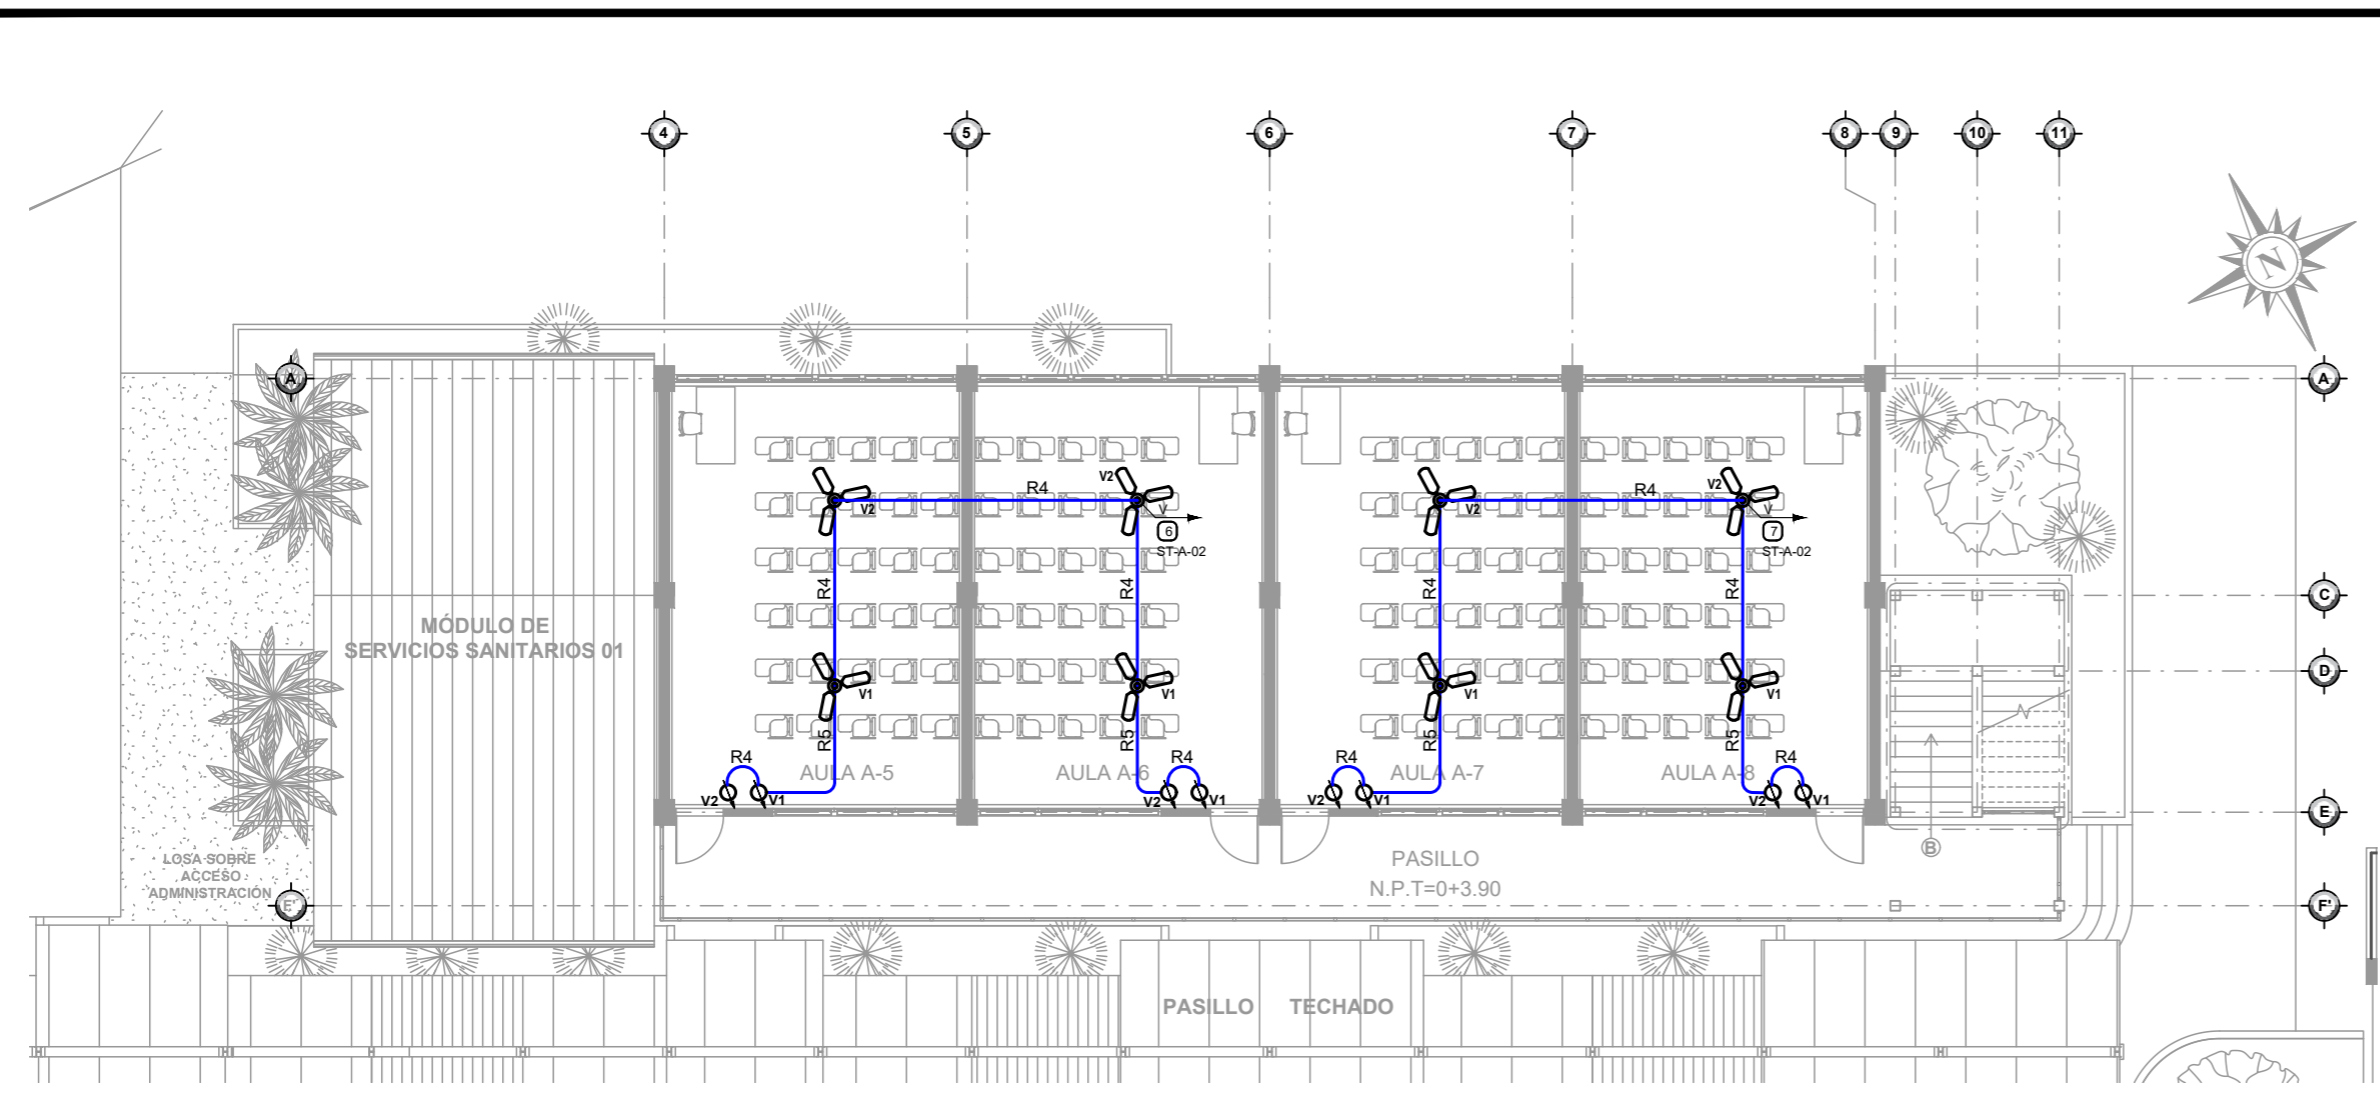 4
5
6
7
8
9
10
11
N
A
A
V2
R4
V2
V
6
ST-A-02
V2
R4
V2
V
7
ST-A-02
R4
R4
R4
R4
C
MÓDULO DE
SERVICIOS SANITARIOS 01
D
V1
V1
V1
V1
R5
R5
R5
R5
R4
AULA A-5
AULA A-6
R4
R4
AULA A-7
AULA A-8
R4
V2
V1
V2
V1
V2
V1
V2
V1
E
LOSA SOBRE
ACCESO
ADMINISTRACIÓN
PASILLO
N.P.T=0+3.90
B
F'
PASILLO TECHADO